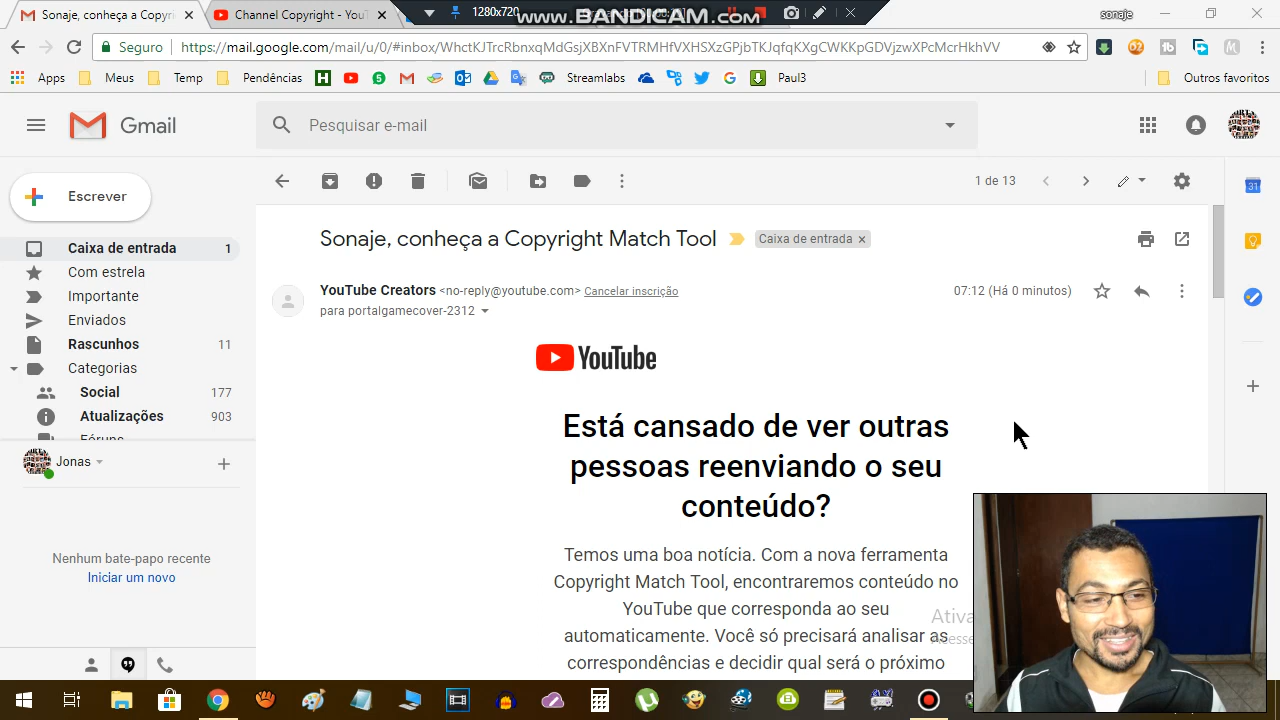 Sonaje, conheça a Copyri
Channel Copyright - YouT
1280x720
www.BANDICAM.com
sonaje
Seguro
https://mail.google.com/mail/u/0/#inbox/WhctKJTrcRbnxqMdGsjXBXnFVTRMHfVXHSXzGPjbTKJqfqKXgCWKKpGDVjzwXPcMcrHkhVV
Apps
Meus
Temp
Pendências
Streamlabs
Paul3
Outros favoritos
Gmail
Pesquisar e-mail
Escrever
1 de 13
Caixa de entrada 1
Com estrela
Importante
Enviados
Rascunhos 11
Categorias
Social 177
Atualizações 903
Fóruns
Jonas
Nenhum bate-papo recente
Iniciar um novo
Sonaje, conheça a Copyright Match Tool
Caixa de entrada x
YouTube Creators <no-reply@youtube.com> Cancelar inscrição
07:12 (Há 0 minutos)
para portalgamecover-2312
YouTube
Está cansado de ver outras
pessoas reenviando o seu
conteúdo?
Temos uma boa notícia. Com a nova ferramenta
Copyright Match Tool, encontraremos conteúdo no
YouTube que corresponda ao seu
automaticamente. Você só precisará analisar as
correspondências e decidir qual será o próximo
Ativa
Acesse